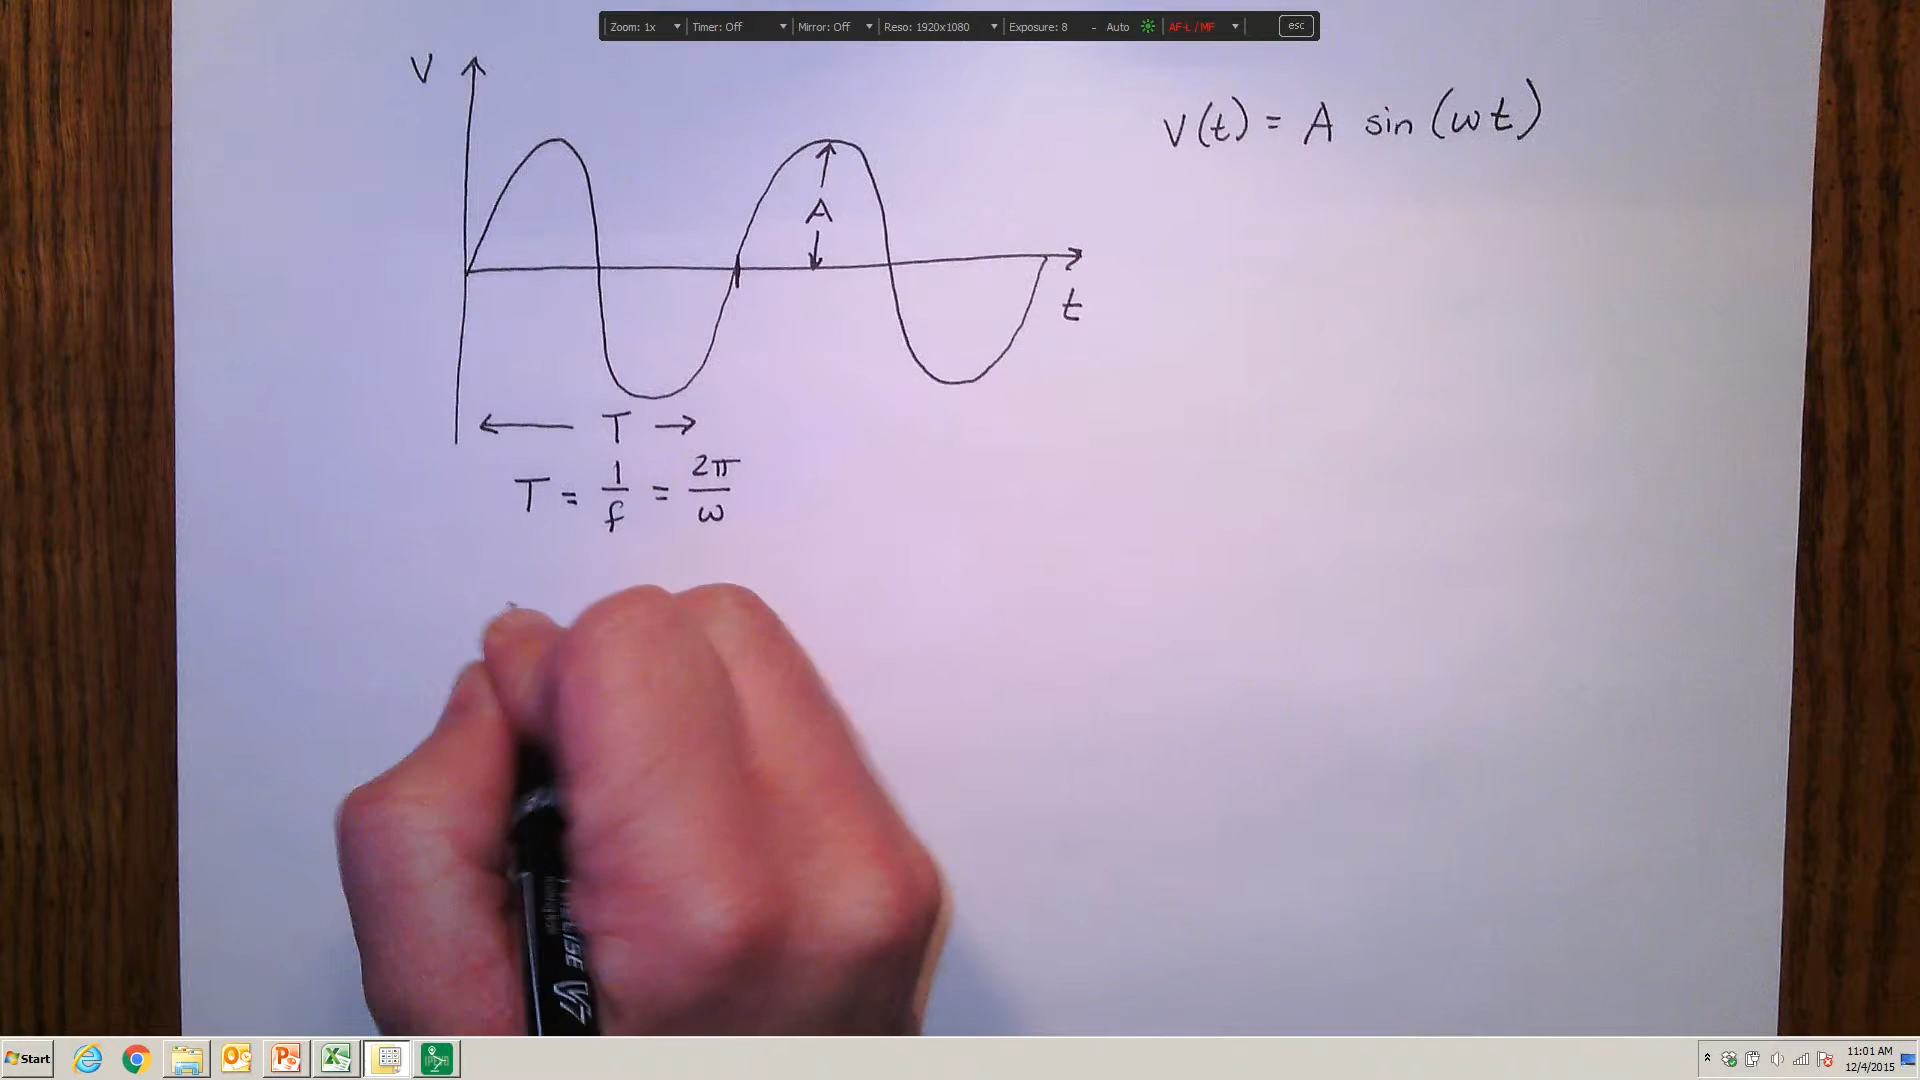 Zoom: 1x Timer: Off Mirror: Off Reso: 1920x1080 Exposure: 8 - Auto AF-L / MF esc
V
V(t) = A sin(ωt)
A
t
T
T = 1/f = 2π/ω
V7
Start
11:01 AM
12/4/2015